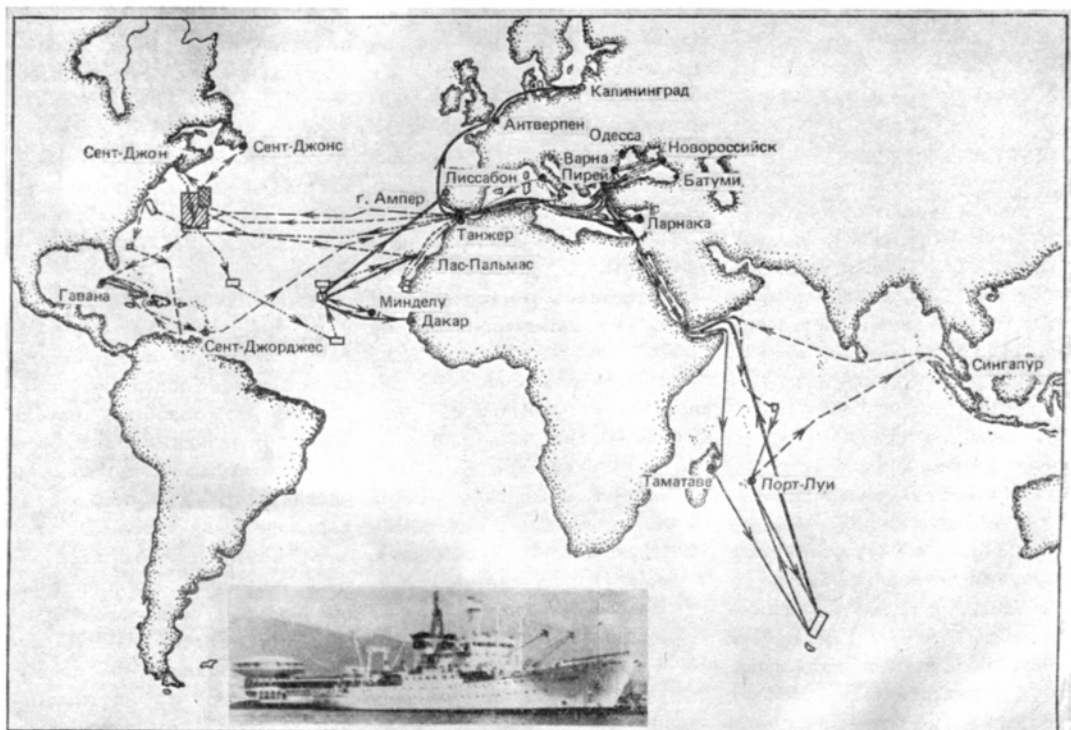 Калининград
Антверпен
Одесса
Новороссийск
Сент-Джон
Сент-Джонс
Варна
Лиссабон
Пирей
Батуми
г. Ампер
Ларнака
Танжер
Лас-Пальмас
Гавана
Минделу
Дакар
Сент-Джорджес
Сингапур
Таматаве
Порт-Луи